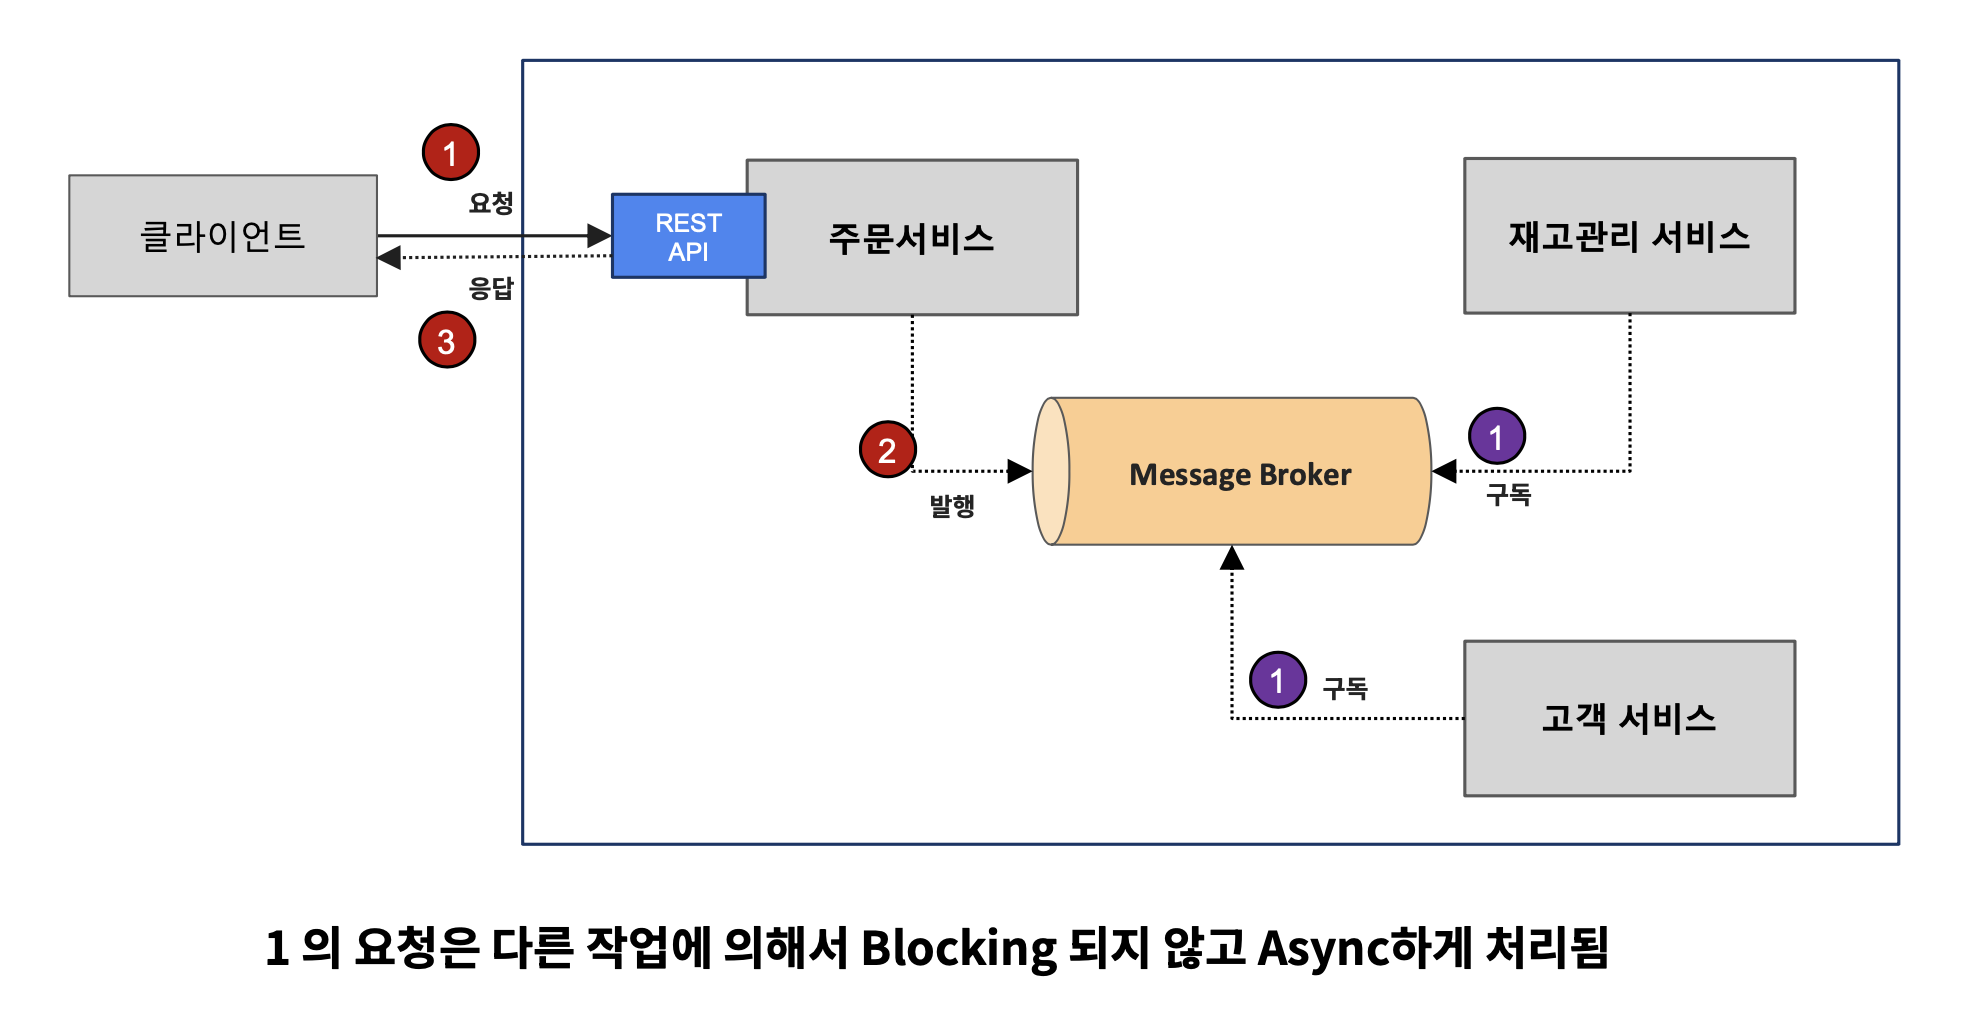 1
요청
클라이언트
REST
API
주문서비스
재고관리 서비스
응답
3
2
발행
Message Broker
1
구독
1
구독
고객 서비스
1 의 요청은 다른 작업에 의해서 Blocking 되지 않고 Async하게 처리됨